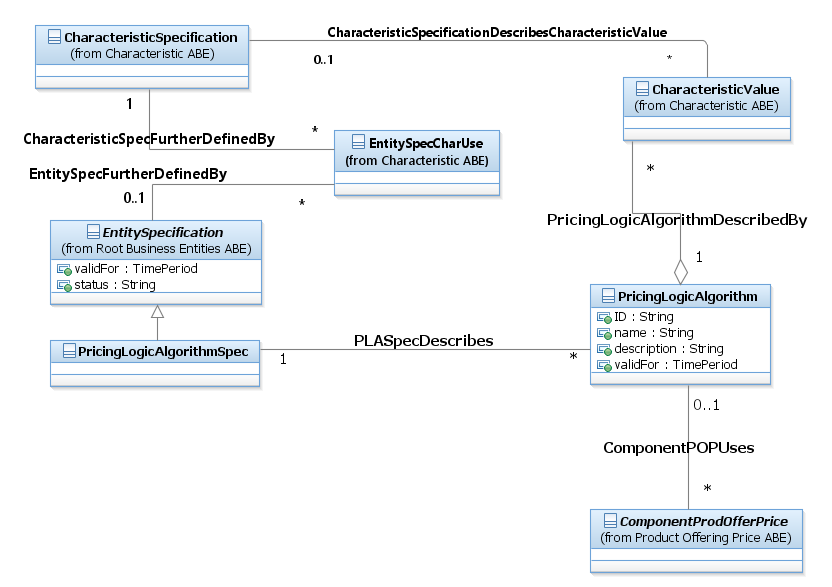 CharacteristicSpecificationDescribesCharacteristicValue
CharacteristicSpecification
(from Characteristic ABE)
0..1
*
CharacteristicValue
(from Characteristic ABE)
1
*
CharacteristicSpecFurtherDefinedBy
EntitySpecCharUse
(from Characteristic ABE)
*
EntitySpecFurtherDefinedBy
0..1
*
PricingLogicAlgorithmDescribedBy
EntitySpecification
(from Root Business Entities ABE)
validFor : TimePeriod
status : String
1
PricingLogicAlgorithm
ID : String
name : String
description : String
validFor : TimePeriod
PLASpecDescribes
PricingLogicAlgorithmSpec
1
*
0..1
ComponentPOPUses
*
ComponentProdOfferPrice
(from Product Offering Price ABE)